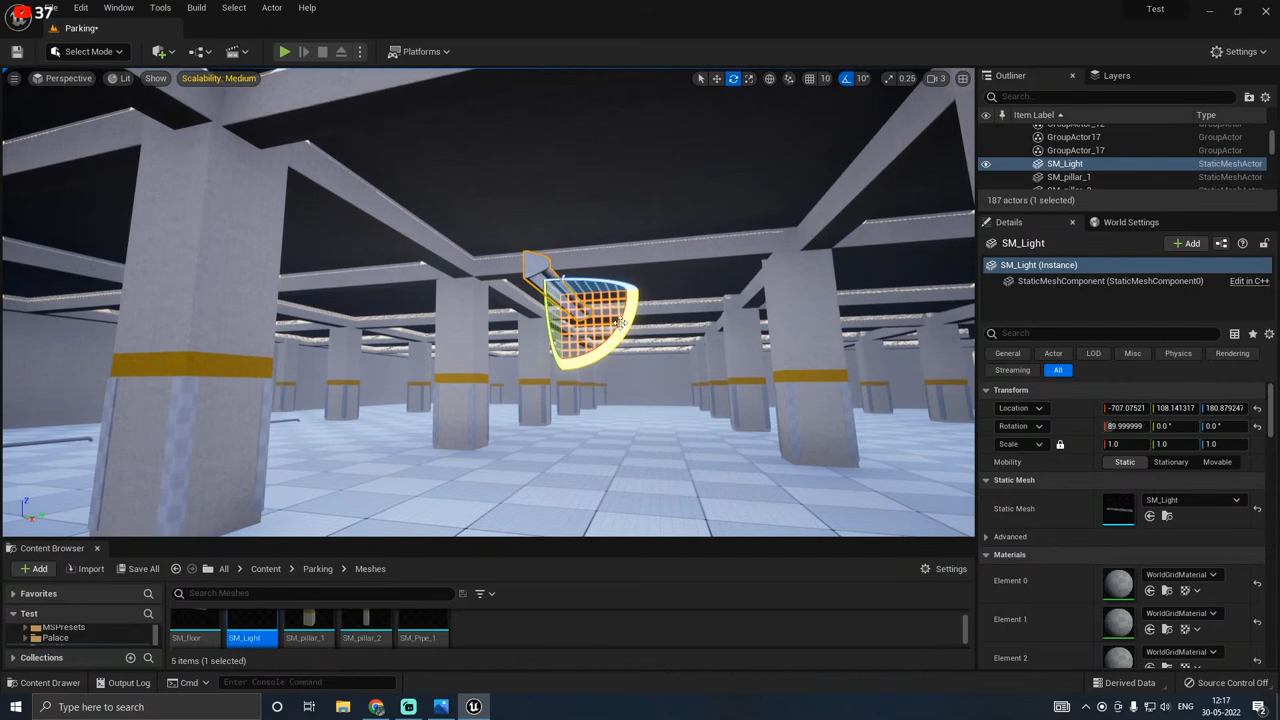 37
File Edit Window Tools Build Select Actor Help
Test
Parking*
Select Mode
Platforms
Settings
Perspective Lit Show Scalability: Medium
10 10° 0.25 3
Outliner Layers
Search...
Item Label Type
GroupActor_12 GroupActor
GroupActor17 GroupActor
GroupActor_17 GroupActor
SM_Light StaticMeshActor
SM_pillar_1 StaticMeshActor
SM_pillar_2 StaticMeshActor
187 actors (1 selected)
Details World Settings
SM_Light
Add
SM_Light (Instance)
StaticMeshComponent (StaticMeshComponent0) Edit in C++
Search
General Actor LOD Misc Physics Rendering
Streaming All
Transform
Location -707.07521 108.141317 180.879247
Rotation 89.999999 0.0 ° 0.0 °
Scale 1.0 1.0 1.0
Mobility Static Stationary Movable
Static Mesh
Static Mesh SM_Light
Advanced
Materials
Element 0 WorldGridMaterial
Element 1 WorldGridMaterial
Element 2 WorldGridMaterial
Z
Content Browser
Add Import Save All All Content Parking Meshes Settings
Favorites
Search Meshes
Test
MSPresets
Palace
Collections
SM_floor SM_Light SM_pillar_1 SM_pillar_2 SM_Pipe_1
5 items (1 selected)
Content Drawer Output Log Cmd Enter Console Command Derived Data Source Control Off
Type here to search
ENG
12:17
30-05-2022
2